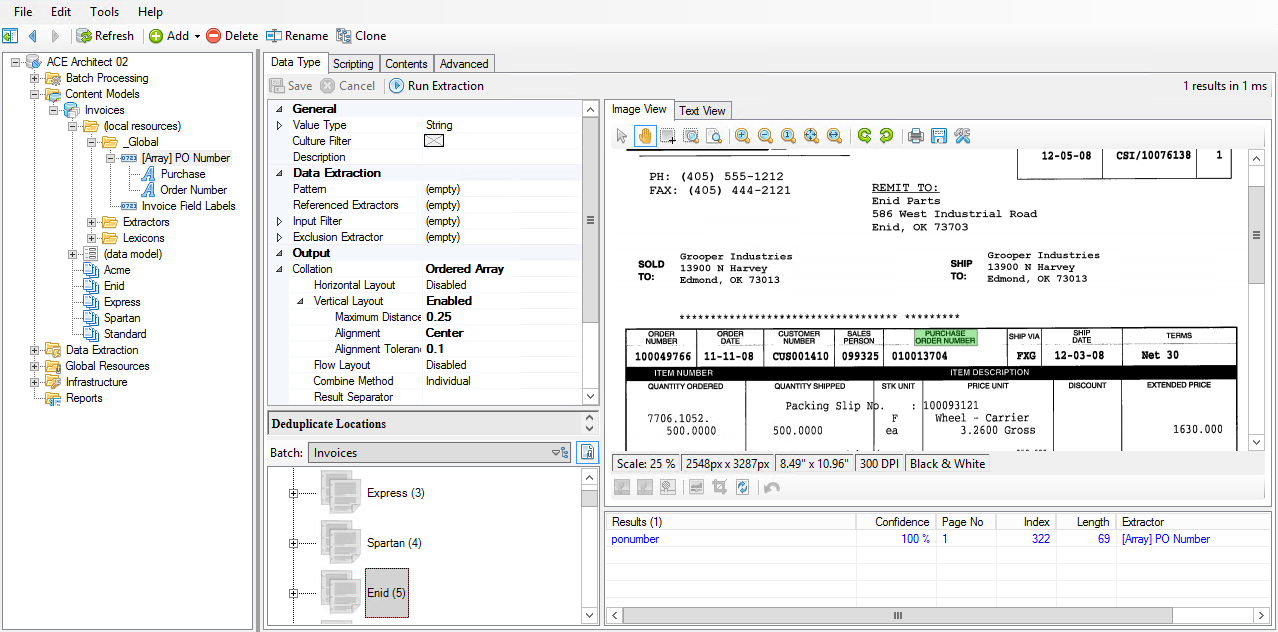 File Edit Tools Help
Refresh Add Delete Rename Clone
ACE Architect 02
Batch Processing
Content Models
Invoices
(local resources)
_Global
[Array] PO Number
Purchase
Order Number
Invoice Field Labels
Extractors
Lexicons
(data model)
Acme
Enid
Express
Spartan
Standard
Data Extraction
Global Resources
Infrastructure
Reports
Data Type Scripting Contents Advanced
Save Cancel Run Extraction 1 results in 1 ms
General
Value Type String
Culture Filter
Description
Data Extraction
Pattern (empty)
Referenced Extractors (empty)
Input Filter (empty)
Exclusion Extractor (empty)
Output
Collation Ordered Array
Horizontal Layout Disabled
Vertical Layout Enabled
Maximum Distance 0.25
Alignment Center
Alignment Toleran 0.1
Flow Layout Disabled
Combine Method Individual
Result Separator
Deduplicate Locations
Batch: Invoices
Express (3)
Spartan (4)
Enid (5)
Image View Text View
12-05-08 CSI/10076138 1
PH: (405) 555-1212
FAX: (405) 444-2121
REMIT TO:
Enid Parts
586 West Industrial Road
Enid, OK 73703
SOLD TO:
Grooper Industries
13900 N Harvey
Edmond, OK 73013
SHIP TO:
Grooper Industries
13900 N Harvey
Edmond, OK 73013
*********************************** *********
ORDER NUMBER ORDER DATE CUSTOMER NUMBER SALES PERSON PURCHASE ORDER NUMBER SHIP VIA SHIP DATE TERMS
100049766 11-11-08 CUS001410 099325 010013704 FXG 12-03-08 Net 30
ITEM NUMBER ITEM DESCRIPTION
QUANTITY ORDERED QUANTITY SHIPPED STK UNIT PRICE UNIT DISCOUNT EXTENDED PRICE
Packing Slip No. : 100093121
7706.1052. F Wheel - Carrier
500.0000 500.0000 ea 3.2600 Gross 1630.000
Scale: 25 % 2548px x 3287px 8.49" x 10.96" 300 DPI Black & White
Results (1) Confidence Page No Index Length Extractor
ponumber 100 % 1 322 69 [Array] PO Number